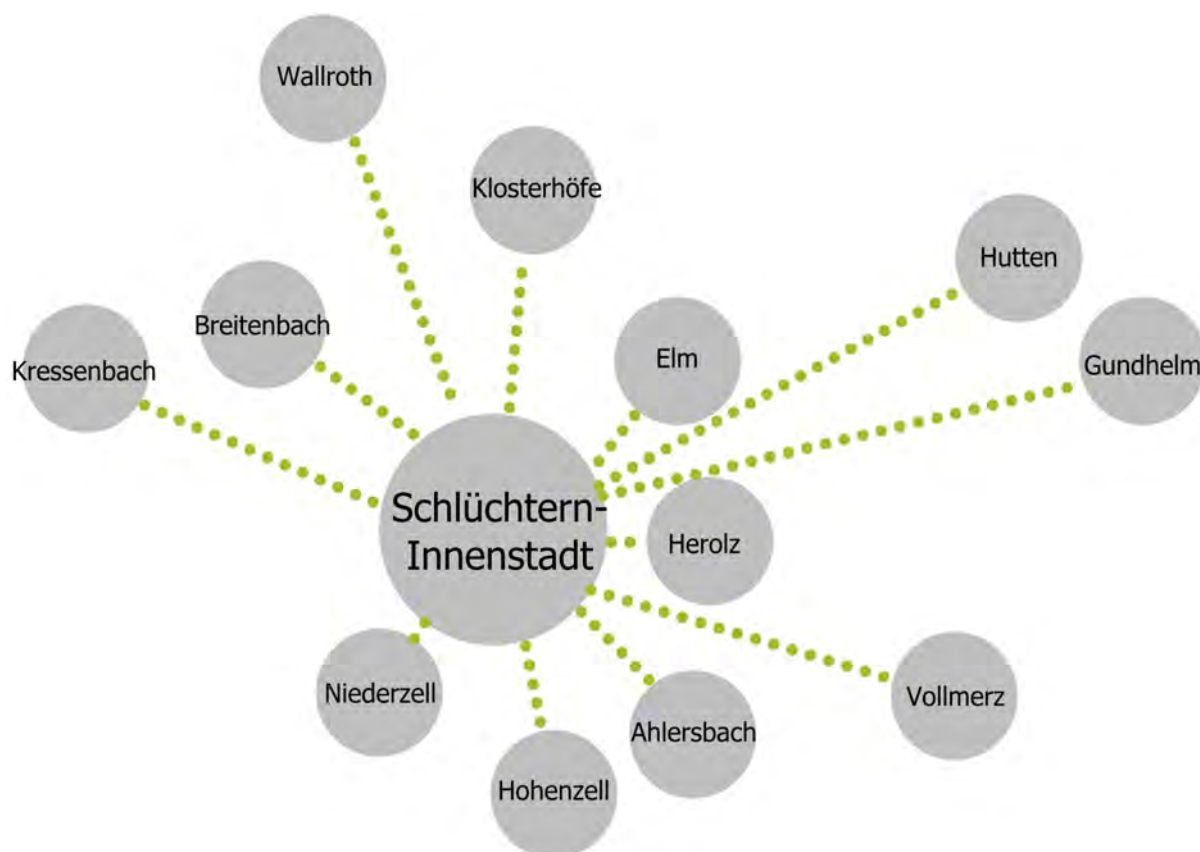 Wallroth
Klosterhöfe
Hutten
Breitenbach
Elm
Gundhelm
Kressenbach
Schlüchtern-
Innenstadt
Herolz
Niederzell
Vollmerz
Ahlersbach
Hohenzell